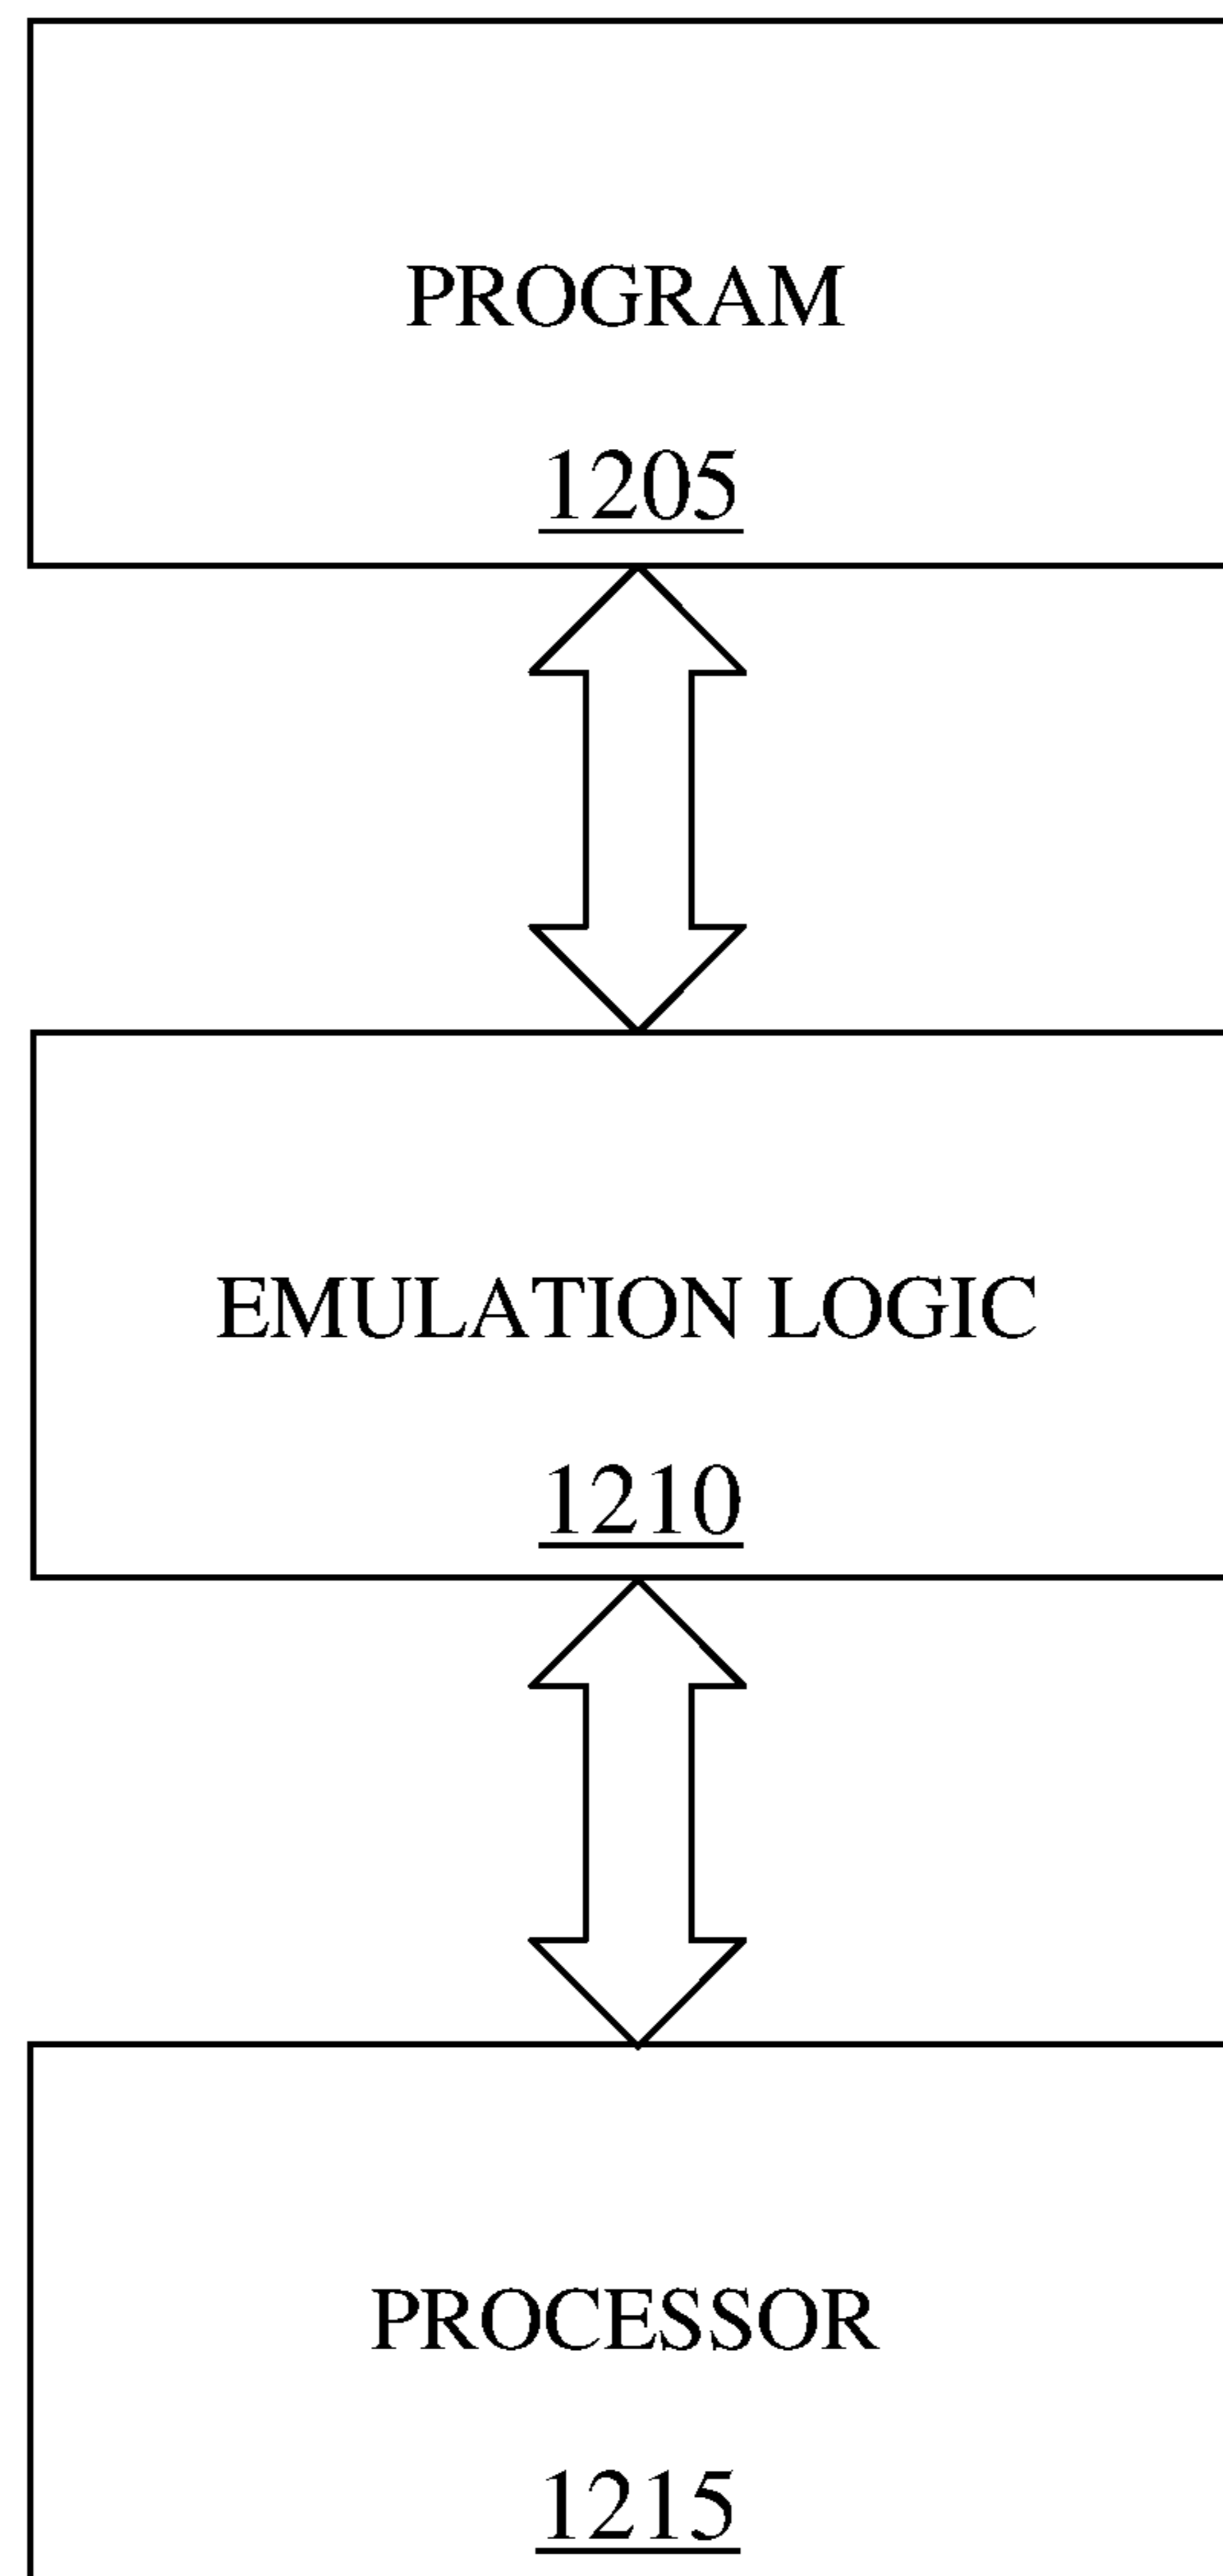 PROGRAM
1205
EMULATION LOGIC
1210
PROCESSOR
1215